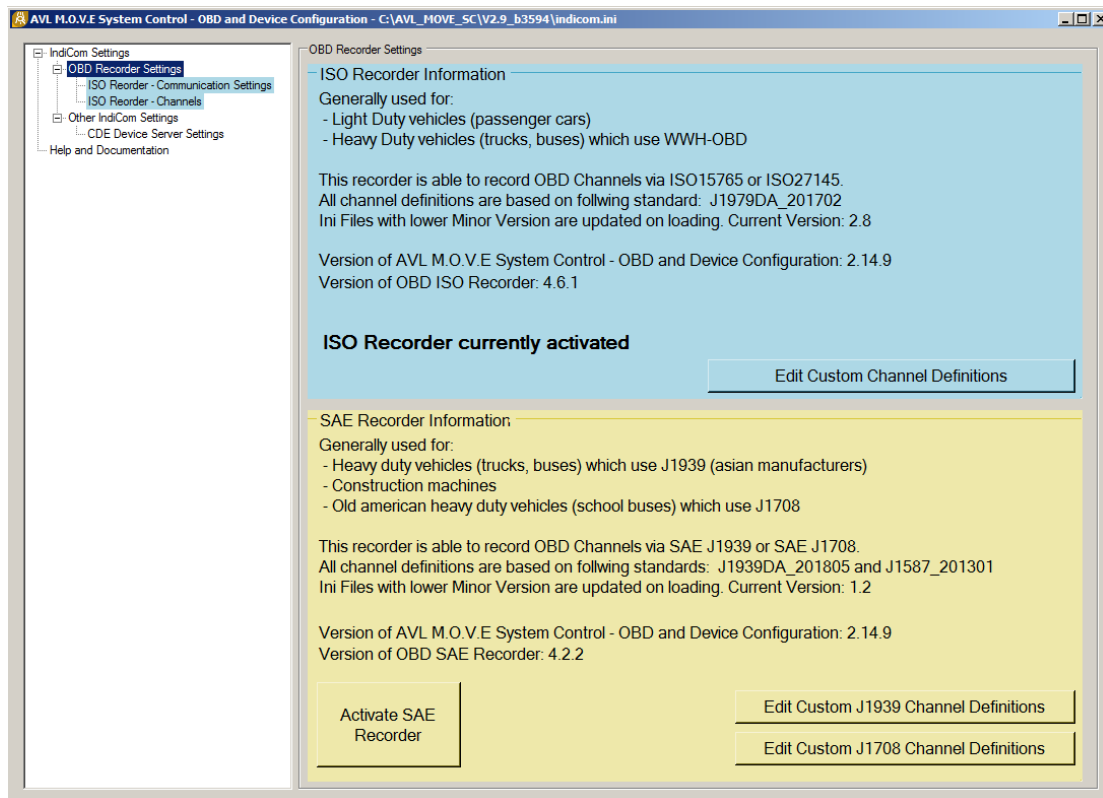 AVL M.O.V.E System Control - OBD and Device Configuration - C:\AVL_MOVE_SC\V2.9_b3594\indicom.ini
IndiCom Settings
OBD Recorder Settings
ISO Reorder - Communication Settings
ISO Reorder - Channels
Other IndiCom Settings
CDE Device Server Settings
Help and Documentation
OBD Recorder Settings
ISO Recorder Information
Generally used for:
- Light Duty vehicles (passenger cars)
- Heavy Duty vehicles (trucks, buses) which use WWH-OBD
This recorder is able to record OBD Channels via ISO15765 or ISO27145.
All channel definitions are based on follwing standard: J1979DA_201702
Ini Files with lower Minor Version are updated on loading. Current Version: 2.8
Version of AVL M.O.V.E System Control - OBD and Device Configuration: 2.14.9
Version of OBD ISO Recorder: 4.6.1
ISO Recorder currently activated
Edit Custom Channel Definitions
SAE Recorder Information
Generally used for:
- Heavy duty vehicles (trucks, buses) which use J1939 (asian manufacturers)
- Construction machines
- Old american heavy duty vehicles (school buses) which use J1708
This recorder is able to record OBD Channels via SAE J1939 or SAE J1708.
All channel definitions are based on follwing standards: J1939DA_201805 and J1587_201301
Ini Files with lower Minor Version are updated on loading. Current Version: 1.2
Version of AVL M.O.V.E System Control - OBD and Device Configuration: 2.14.9
Version of OBD SAE Recorder: 4.2.2
Activate SAE
Recorder
Edit Custom J1939 Channel Definitions
Edit Custom J1708 Channel Definitions